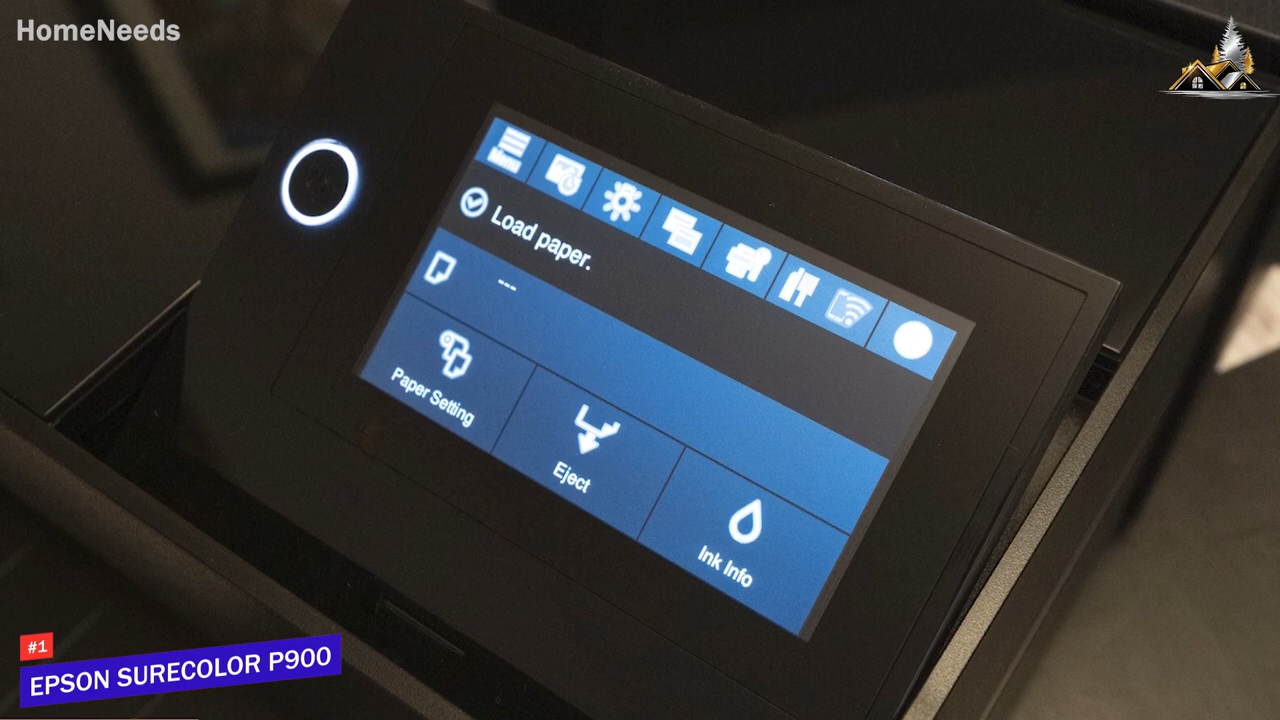 HomeNeeds
Menu
Load paper.
---
Paper Setting
Eject
Ink Info
#1
EPSON SURECOLOR P900